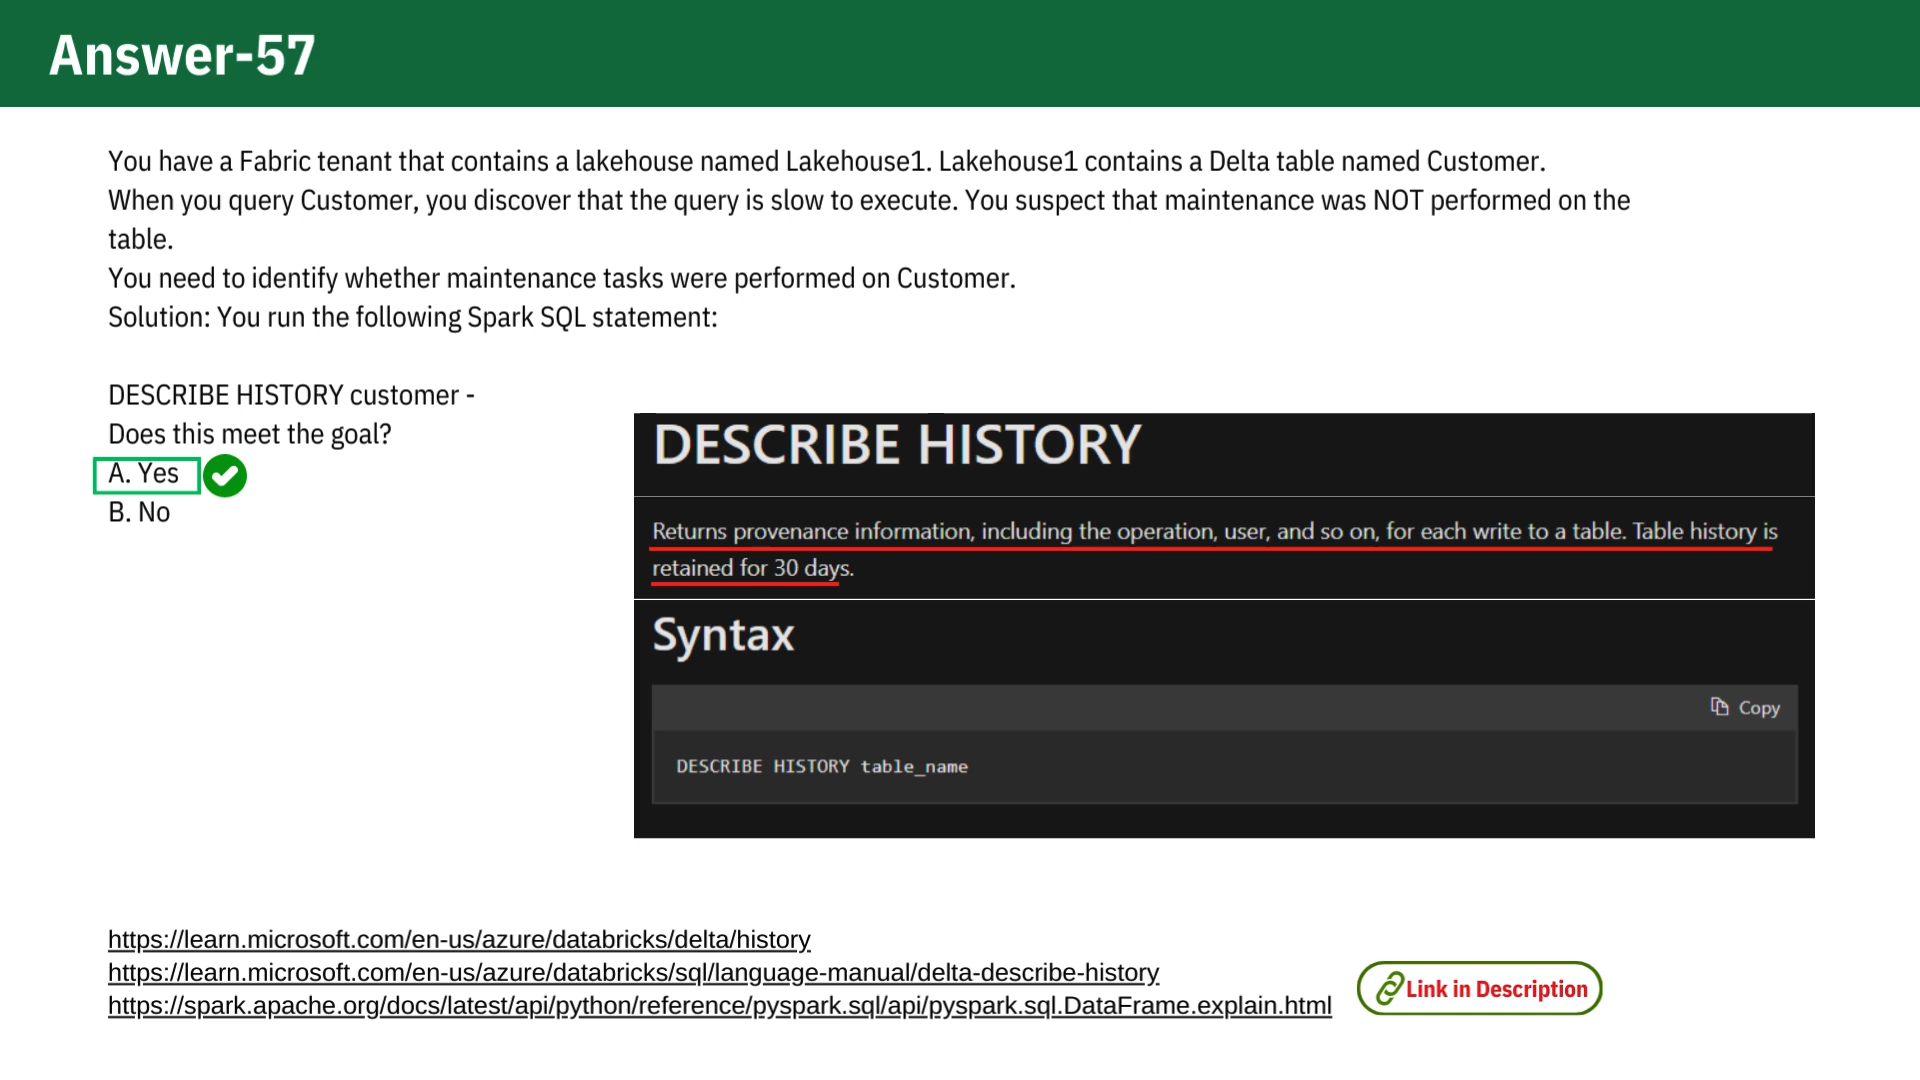 Answer-57
You have a Fabric tenant that contains a lakehouse named Lakehouse1. Lakehouse1 contains a Delta table named Customer.
When you query Customer, you discover that the query is slow to execute. You suspect that maintenance was NOT performed on the
table.
You need to identify whether maintenance tasks were performed on Customer.
Solution: You run the following Spark SQL statement:
DESCRIBE HISTORY customer -
Does this meet the goal?
A. Yes
B. No
DESCRIBE HISTORY
Returns provenance information, including the operation, user, and so on, for each write to a table. Table history is
retained for 30 days.
Syntax
Copy
DESCRIBE HISTORY table_name
https://learn.microsoft.com/en-us/azure/databricks/delta/history
https://learn.microsoft.com/en-us/azure/databricks/sql/language-manual/delta-describe-history
https://spark.apache.org/docs/latest/api/python/reference/pyspark.sql/api/pyspark.sql.DataFrame.explain.html
Link in Description